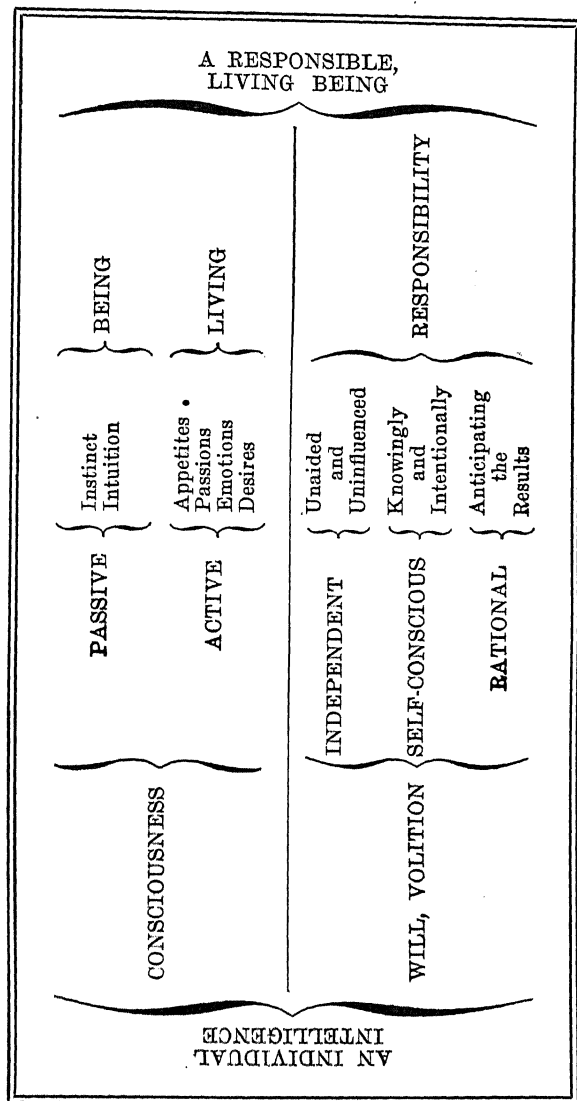 A RESPONSIBLE,
LIVING BEING
BEING
LIVING
RESPONSIBILITY
Instinct
Intuition
Appetites
Passions
Emotions
Desires
Unaided
and
Uninfluenced
Knowingly
and
Intentionally
Anticipating
the
Results
PASSIVE
ACTIVE
INDEPENDENT
SELF-CONSCIOUS
RATIONAL
CONSCIOUSNESS
WILL, VOLITION
AN INDIVIDUAL
INTELLIGENCE